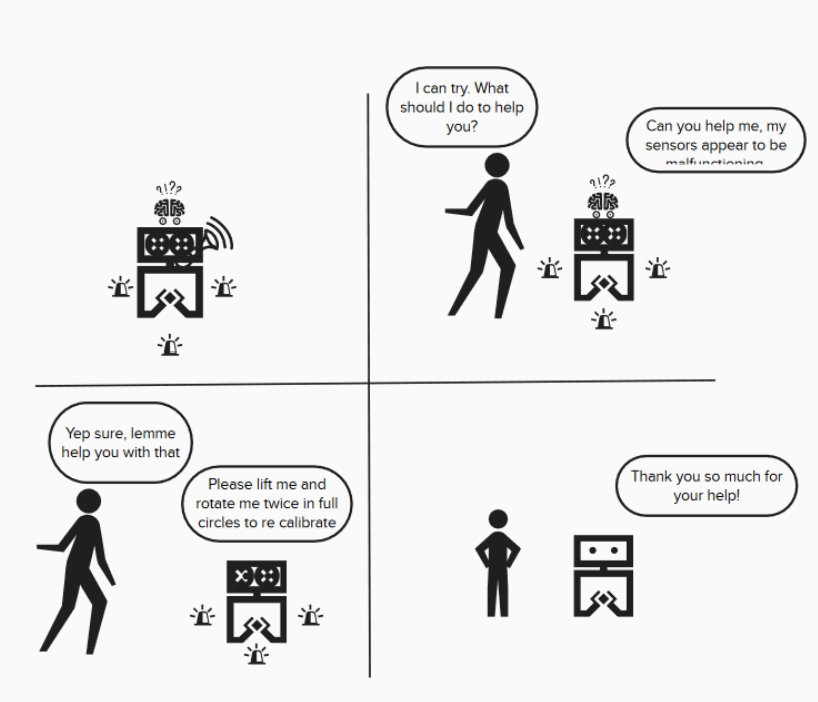 ?!??
I can try. What
should I do to help
you?
Can you help me, my
sensors appear to be
malfunctioning
?!??
Yep sure, lemme
help you with that
Please lift me and
rotate me twice in full
circles to re calibrate
Thank you so much for
your help!